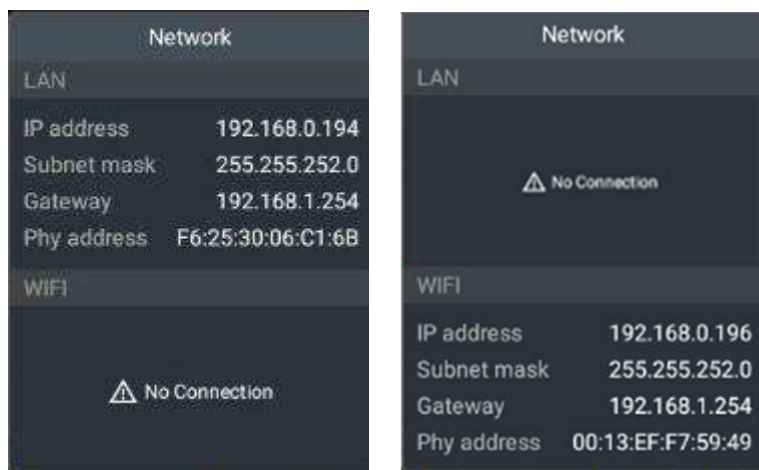 Network
LAN
IP address 192.168.0.194
Subnet mask 255.255.252.0
Gateway 192.168.1.254
Phy address F6:25:30:06:C1:6B
WIFI
No Connection
Network
LAN
No Connection
WIFI
IP address 192.168.0.196
Subnet mask 255.255.252.0
Gateway 192.168.1.254
Phy address 00:13:EF:F7:59:49